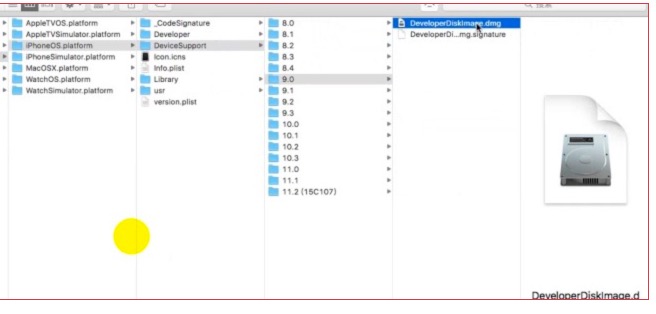 AppleTVOS.platform
AppleTVSimulator.platform
iPhoneOS.platform
iPhoneSimulator.platform
MacOSX.platform
WatchOS.platform
WatchSimulator.platform
_CodeSignature
Developer
DeviceSupport
Icon.icns
Info.plist
Library
usr
version.plist
8.0
8.1
8.2
8.3
8.4
9.0
9.1
9.2
9.3
10.0
10.1
10.2
10.3
11.0
11.1
11.2 (15C107)
DeveloperDiskImage.dmg
DeveloperDi...mg.signature
DeveloperDiskImage.d